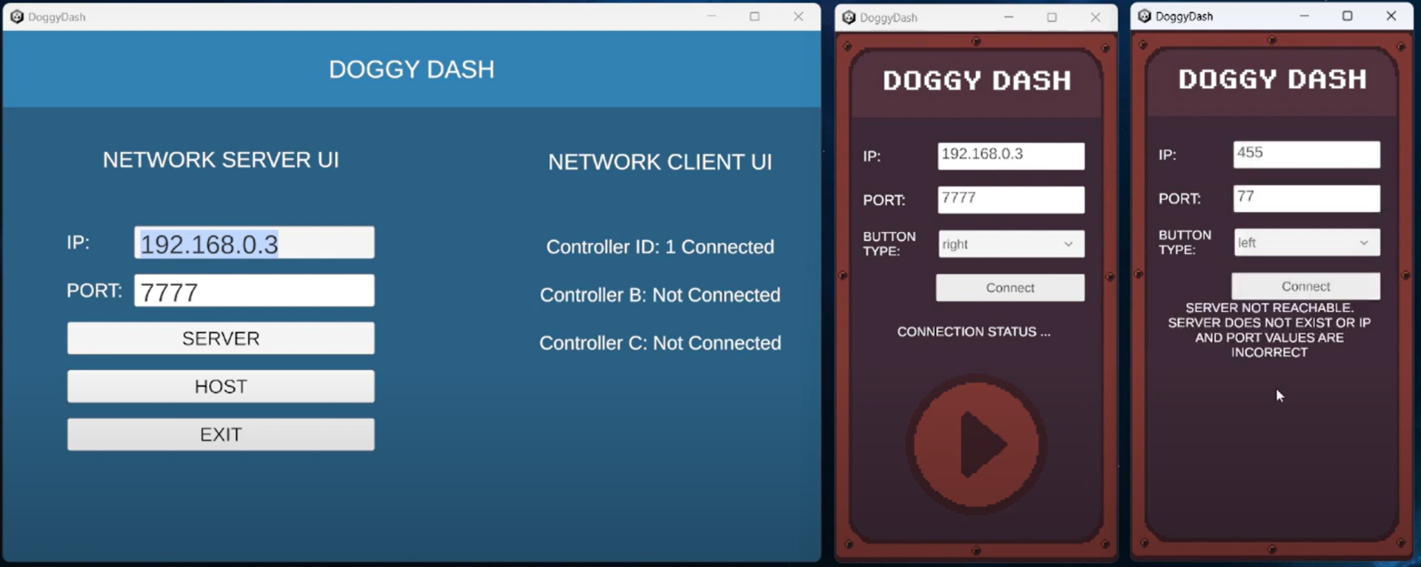 DoggyDash
DOGGY DASH
NETWORK SERVER UI
IP: 192.168.0.3
PORT: 7777
SERVER
HOST
EXIT
NETWORK CLIENT UI
Controller ID: 1 Connected
Controller B: Not Connected
Controller C: Not Connected
DoggyDash
DOGGY DASH
IP: 192.168.0.3
PORT: 7777
BUTTON
TYPE: right
Connect
CONNECTION STATUS ...
DoggyDash
DOGGY DASH
IP: 455
PORT: 77
BUTTON
TYPE: left
Connect
SERVER NOT REACHABLE.
SERVER DOES NOT EXIST OR IP
AND PORT VALUES ARE
INCORRECT